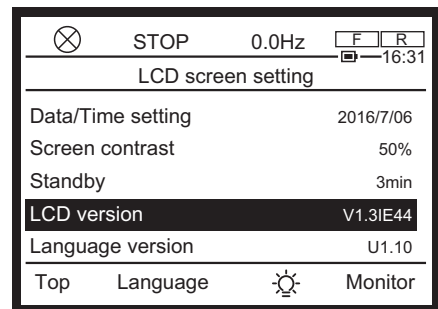 STOP 0.0Hz F R
16:31
LCD screen setting
Data/Time setting 2016/7/06
Screen contrast 50%
Standby 3min
LCD version V1.3IE44
Language version U1.10
Top Language Monitor